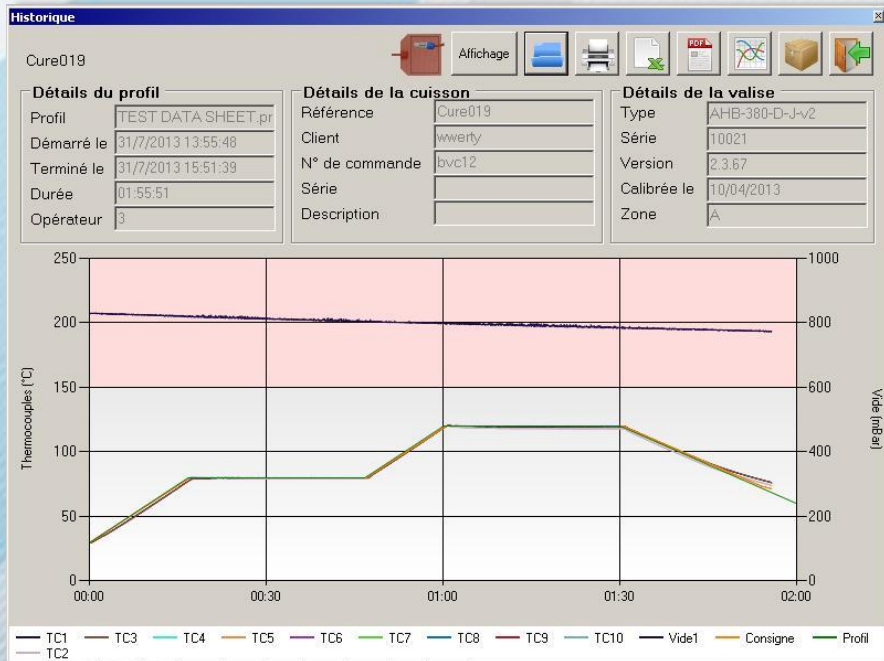 Historique
Cure019
Affichage
PDF
Détails du profil
Profil TEST DATA SHEET.pr
Démarré le 31/7/2013 13:55:48
Terminé le 31/7/2013 15:51:39
Durée 01:55:51
Opérateur 3
Détails de la cuisson
Référence Cure019
Client wwerty
N° de commande bvc12
Série
Description
Détails de la valise
Type AHB-380-D-J-v2
Série 10021
Version 2.3.67
Calibrée le 10/04/2013
Zone A
250
200
150
100
50
0
Thermocouples (°C)
1000
800
600
400
200
0
Vide (mBar)
00:00 00:30 01:00 01:30 02:00
TC1 TC3 TC4 TC5 TC6 TC7 TC8 TC9 TC10 Vide1 Consigne Profil
TC2